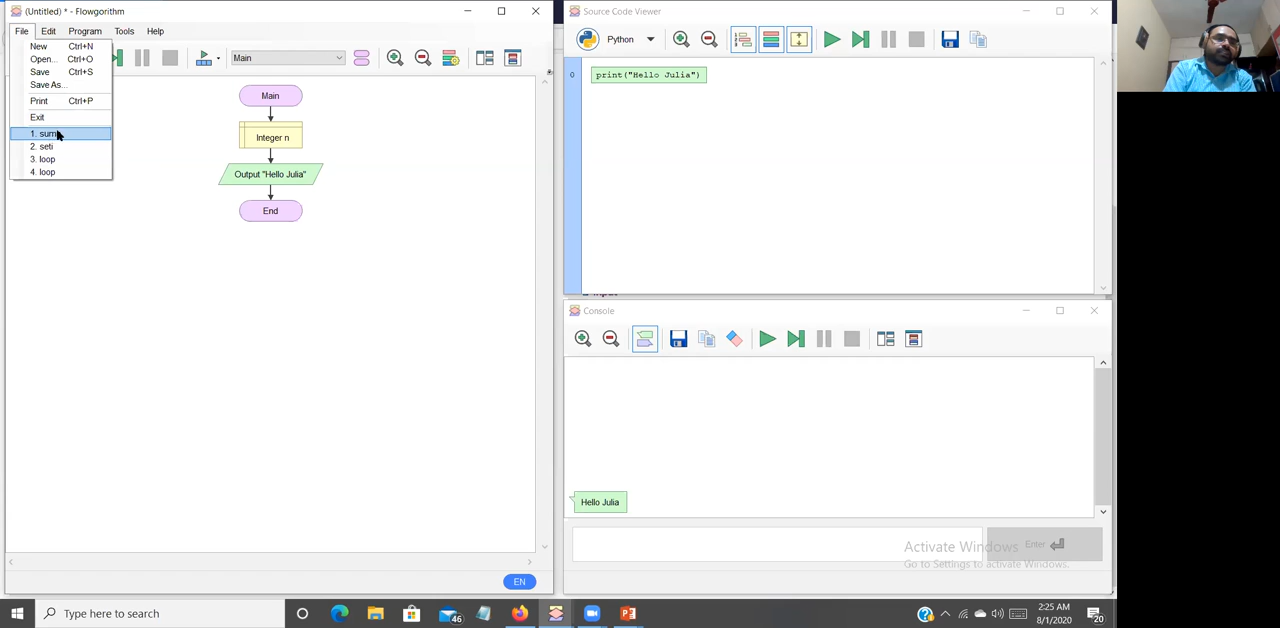 (Untitled) * - Flowgorithm
File Edit Program Tools Help
New Ctrl+N
Open... Ctrl+O
Save Ctrl+S
Save As...
Print Ctrl+P
Exit
1. sum
2. seti
3. loop
4. loop
Main
Main
Integer n
Output "Hello Julia"
End
EN
Source Code Viewer
Python
0 print("Hello Julia")
Input
Console
Hello Julia
Enter
Activate Windows
Go to Settings to activate Windows.
Type here to search
46
2:25 AM
8/1/2020
20